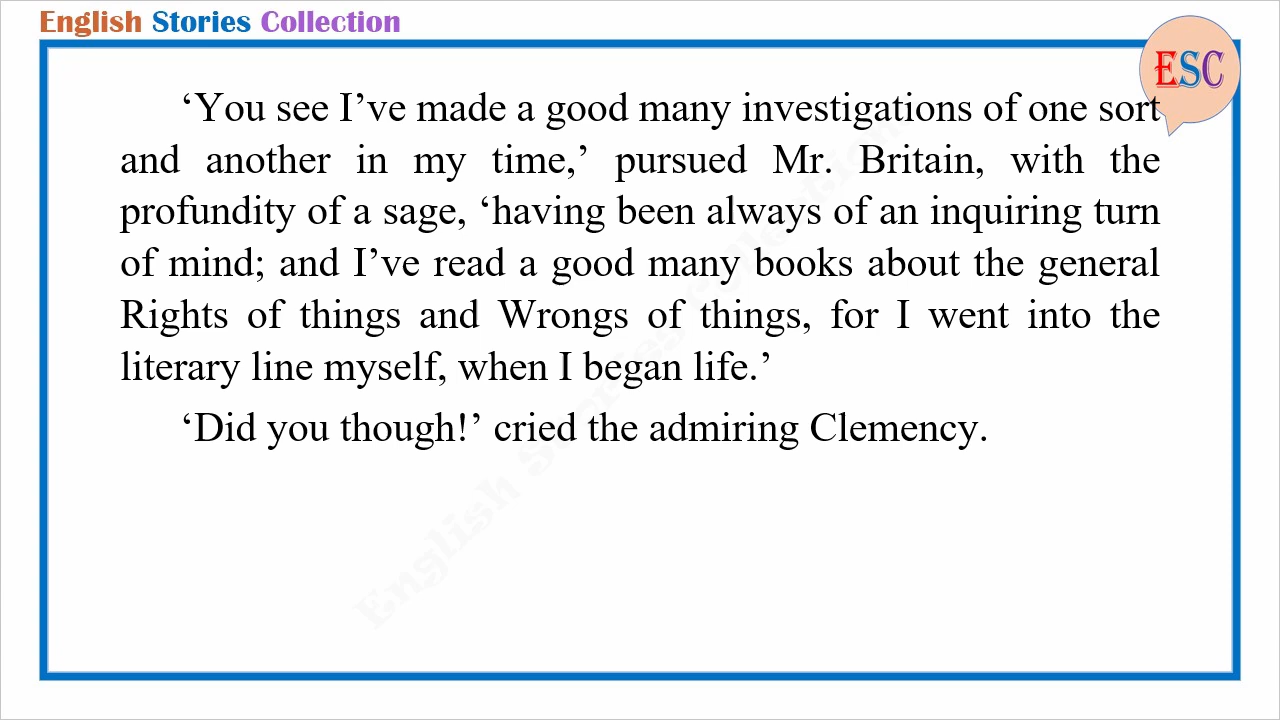 English Stories Collection
ESC
‘You see I’ve made a good many investigations of one sort
and another in my time,’ pursued Mr. Britain, with the
profundity of a sage, ‘having been always of an inquiring turn
of mind; and I’ve read a good many books about the general
Rights of things and Wrongs of things, for I went into the
literary line myself, when I began life.’
‘Did you though!’ cried the admiring Clemency.
English Stories Collection